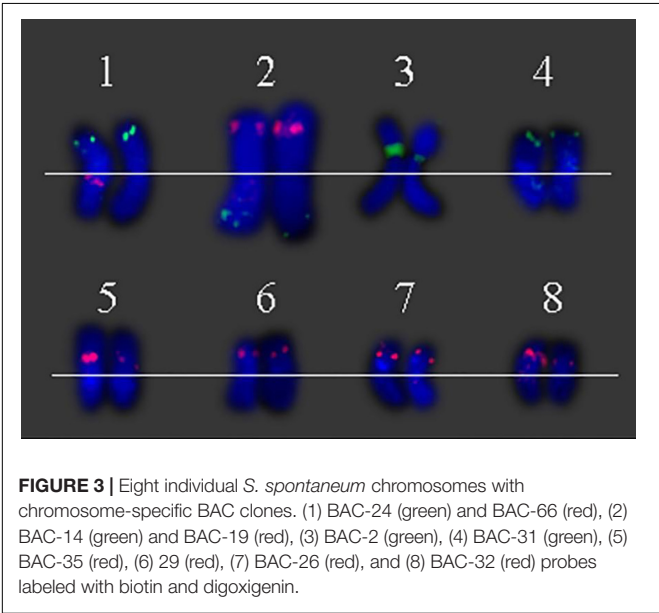 1 2 3 4
5 6 7 8
FIGURE 3 | Eight individual S. spontaneum chromosomes with
chromosome-specific BAC clones. (1) BAC-24 (green) and BAC-66 (red), (2)
BAC-14 (green) and BAC-19 (red), (3) BAC-2 (green), (4) BAC-31 (green), (5)
BAC-35 (red), (6) 29 (red), (7) BAC-26 (red), and (8) BAC-32 (red) probes
labeled with biotin and digoxigenin.